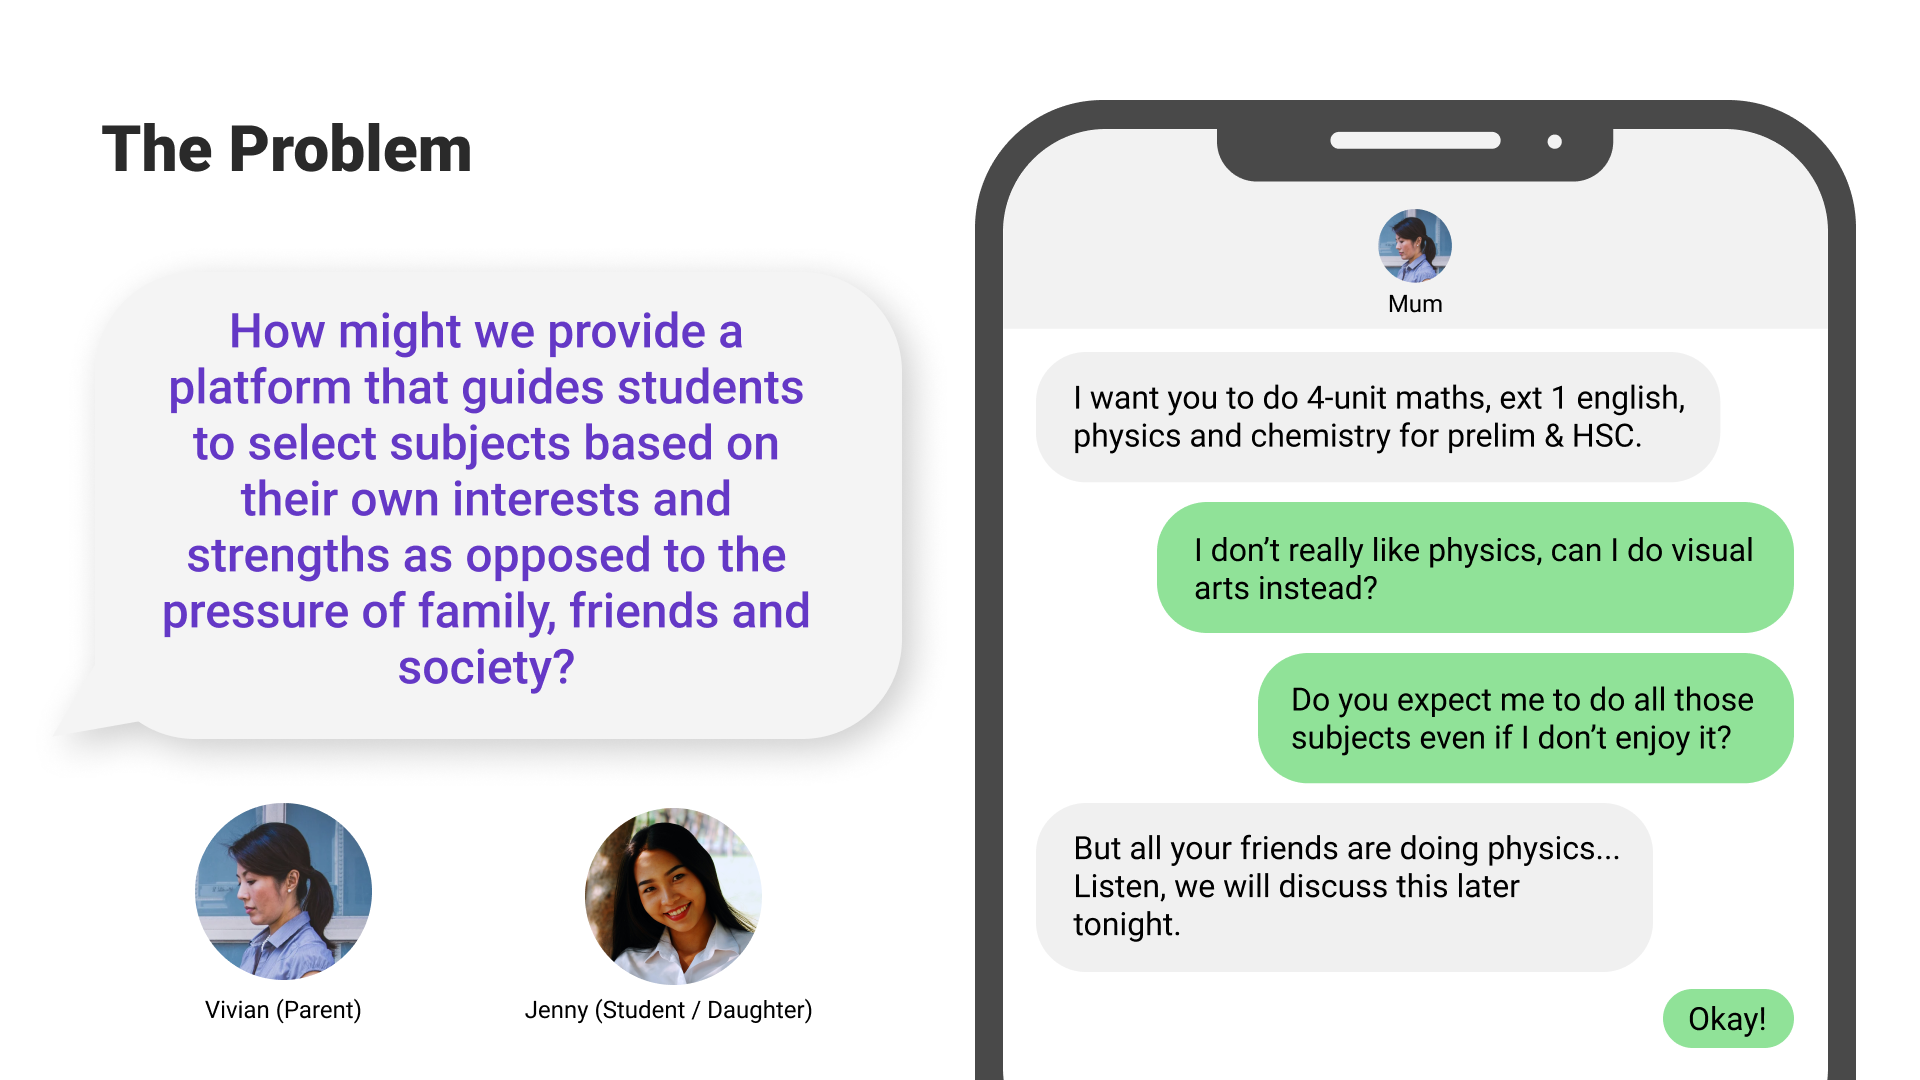 The Problem
How might we provide a
platform that guides students
to select subjects based on
their own interests and
strengths as opposed to the
pressure of family, friends and
society?
Vivian (Parent)
Jenny (Student / Daughter)
Mum
I want you to do 4-unit maths, ext 1 english,
physics and chemistry for prelim & HSC.
I don’t really like physics, can I do visual
arts instead?
Do you expect me to do all those
subjects even if I don’t enjoy it?
But all your friends are doing physics...
Listen, we will discuss this later
tonight.
Okay!